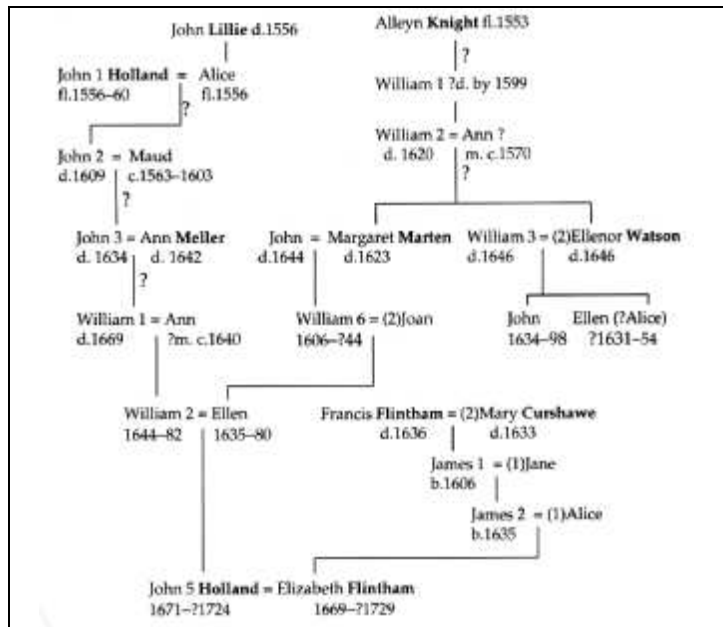 John Lillie d.1556
Alleyn Knight fl.1553
?
John 1 Holland = Alice
fl.1556–60 fl.1556
William 1 ?d. by 1599
?
William 2 = Ann ?
d. 1620 m. c.1570
John 2 = Maud
d.1609 c.1563–1603
?
?
John 3 = Ann Meller
d. 1634 d. 1642
John = Margaret Marten
d.1644 d.1623
William 3 = (2)Ellenor Watson
d.1646 d.1646
?
William 1 = Ann
d.1669 ?m. c.1640
William 6 = (2)Joan
1606–?44
John Ellen (?Alice)
1634–98 ?1631–54
William 2 = Ellen
1644–82 1635–80
Francis Flintham = (2)Mary Curshawe
d.1636 d.1633
James 1 = (1)Jane
b.1606
James 2 = (1)Alice
b.1635
John 5 Holland = Elizabeth Flintham
1671–?1724 1669–?1729